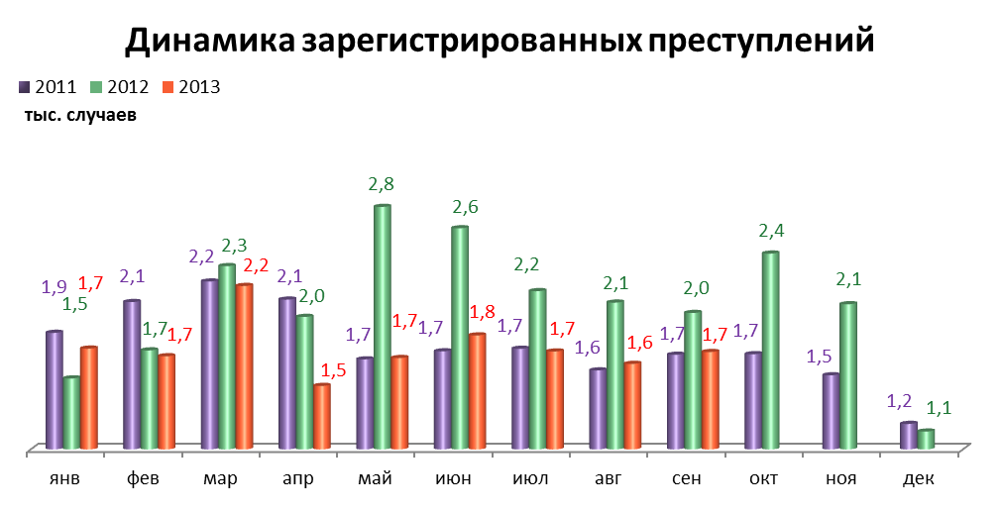 Динамика зарегистрированных преступлений
2011 2012 2013
тыс. случаев
1,9 1,5 1,7
2,1 1,7 1,7
2,2 2,3 2,2
2,1 2,0 1,5
1,7 2,8 1,7
1,7 2,6 1,8
1,7 2,2 1,7
1,6 2,1 1,6
1,7 2,0 1,7
1,7 2,4
1,5 2,1
1,2 1,1
янв фев мар апр май июн июл авг сен окт ноя дек